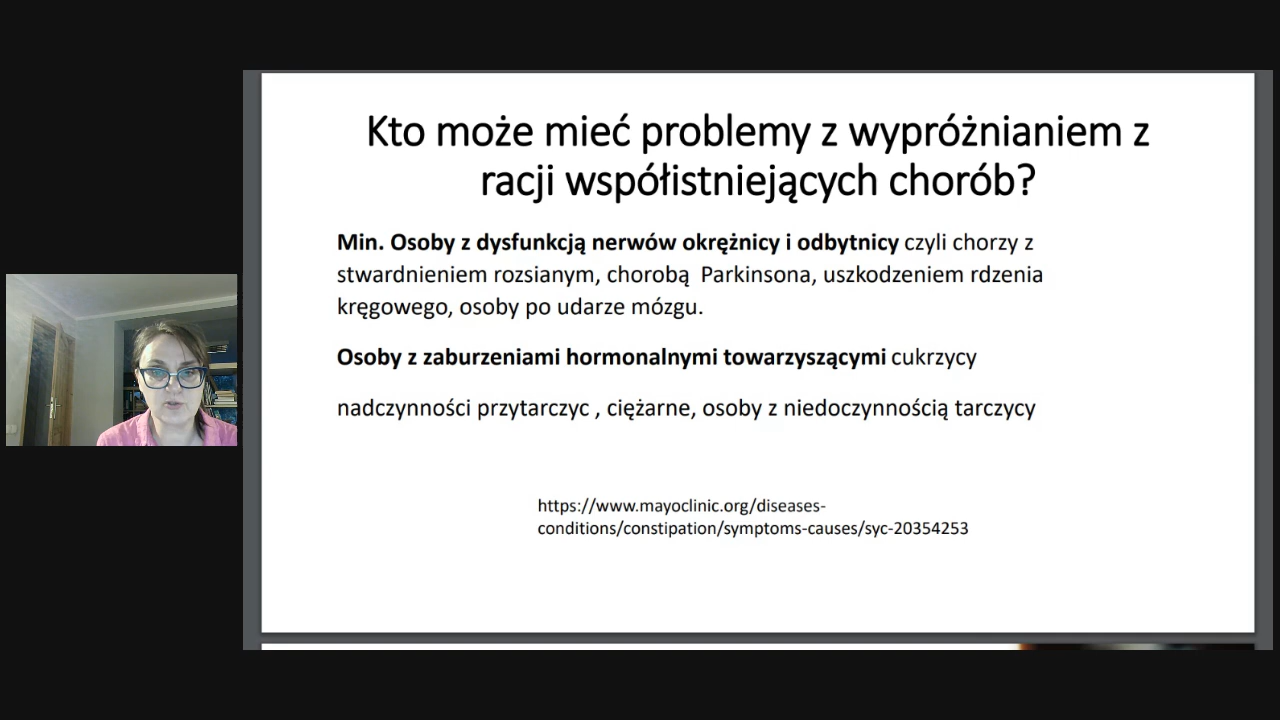 Kto może mieć problemy z wypróżnianiem z
racji współistniejących chorób?
Min. Osoby z dysfunkcją nerwów okrężnicy i odbytnicy czyli chorzy z
stwardnieniem rozsianym, chorobą Parkinsona, uszkodzeniem rdzenia
kręgowego, osoby po udarze mózgu.
Osoby z zaburzeniami hormonalnymi towarzyszącymi cukrzycy
nadczynności przytarczyc , ciężarne, osoby z niedoczynnością tarczycy
https://www.mayoclinic.org/diseases-
conditions/constipation/symptoms-causes/syc-20354253